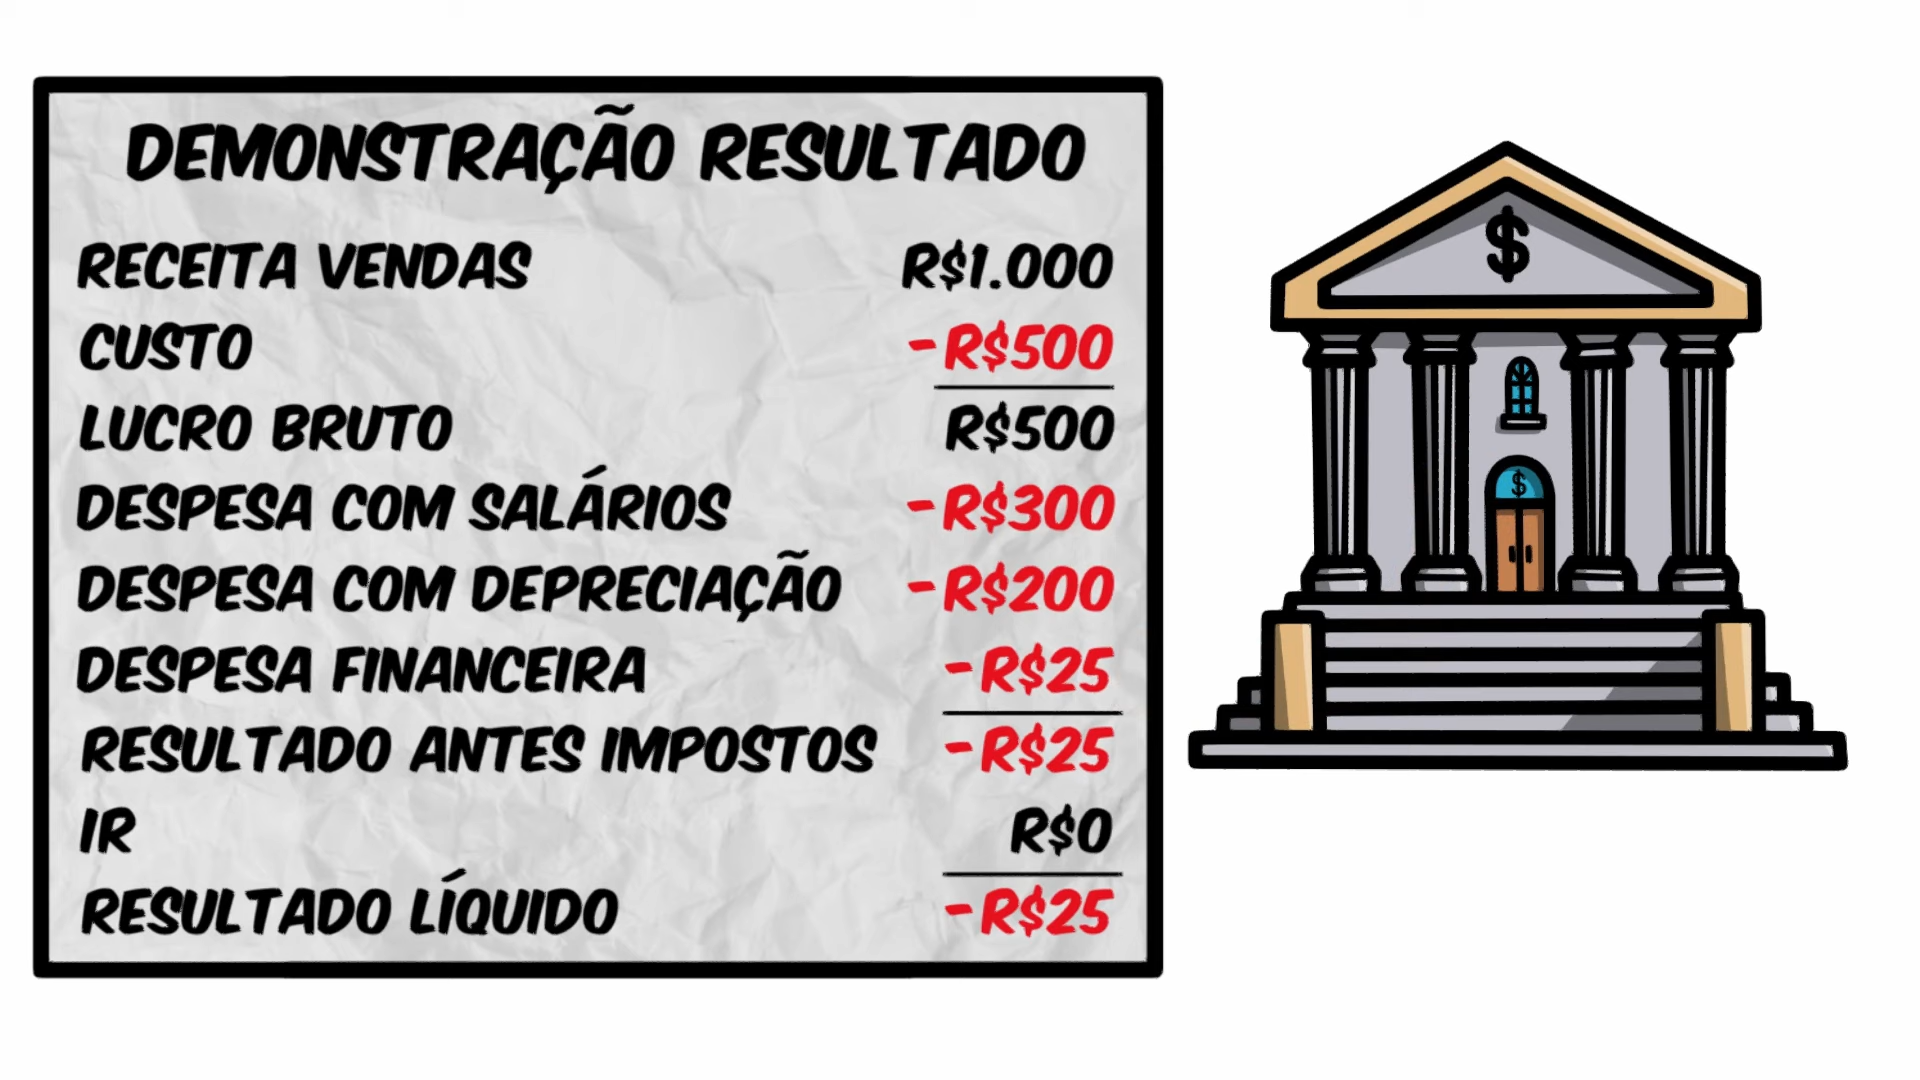 DEMONSTRAÇÃO RESULTADO
RECEITA VENDAS R$1.000
CUSTO -R$500
LUCRO BRUTO R$500
DESPESA COM SALÁRIOS -R$300
DESPESA COM DEPRECIAÇÃO -R$200
DESPESA FINANCEIRA -R$25
RESULTADO ANTES IMPOSTOS -R$25
IR R$0
RESULTADO LÍQUIDO -R$25
$
$